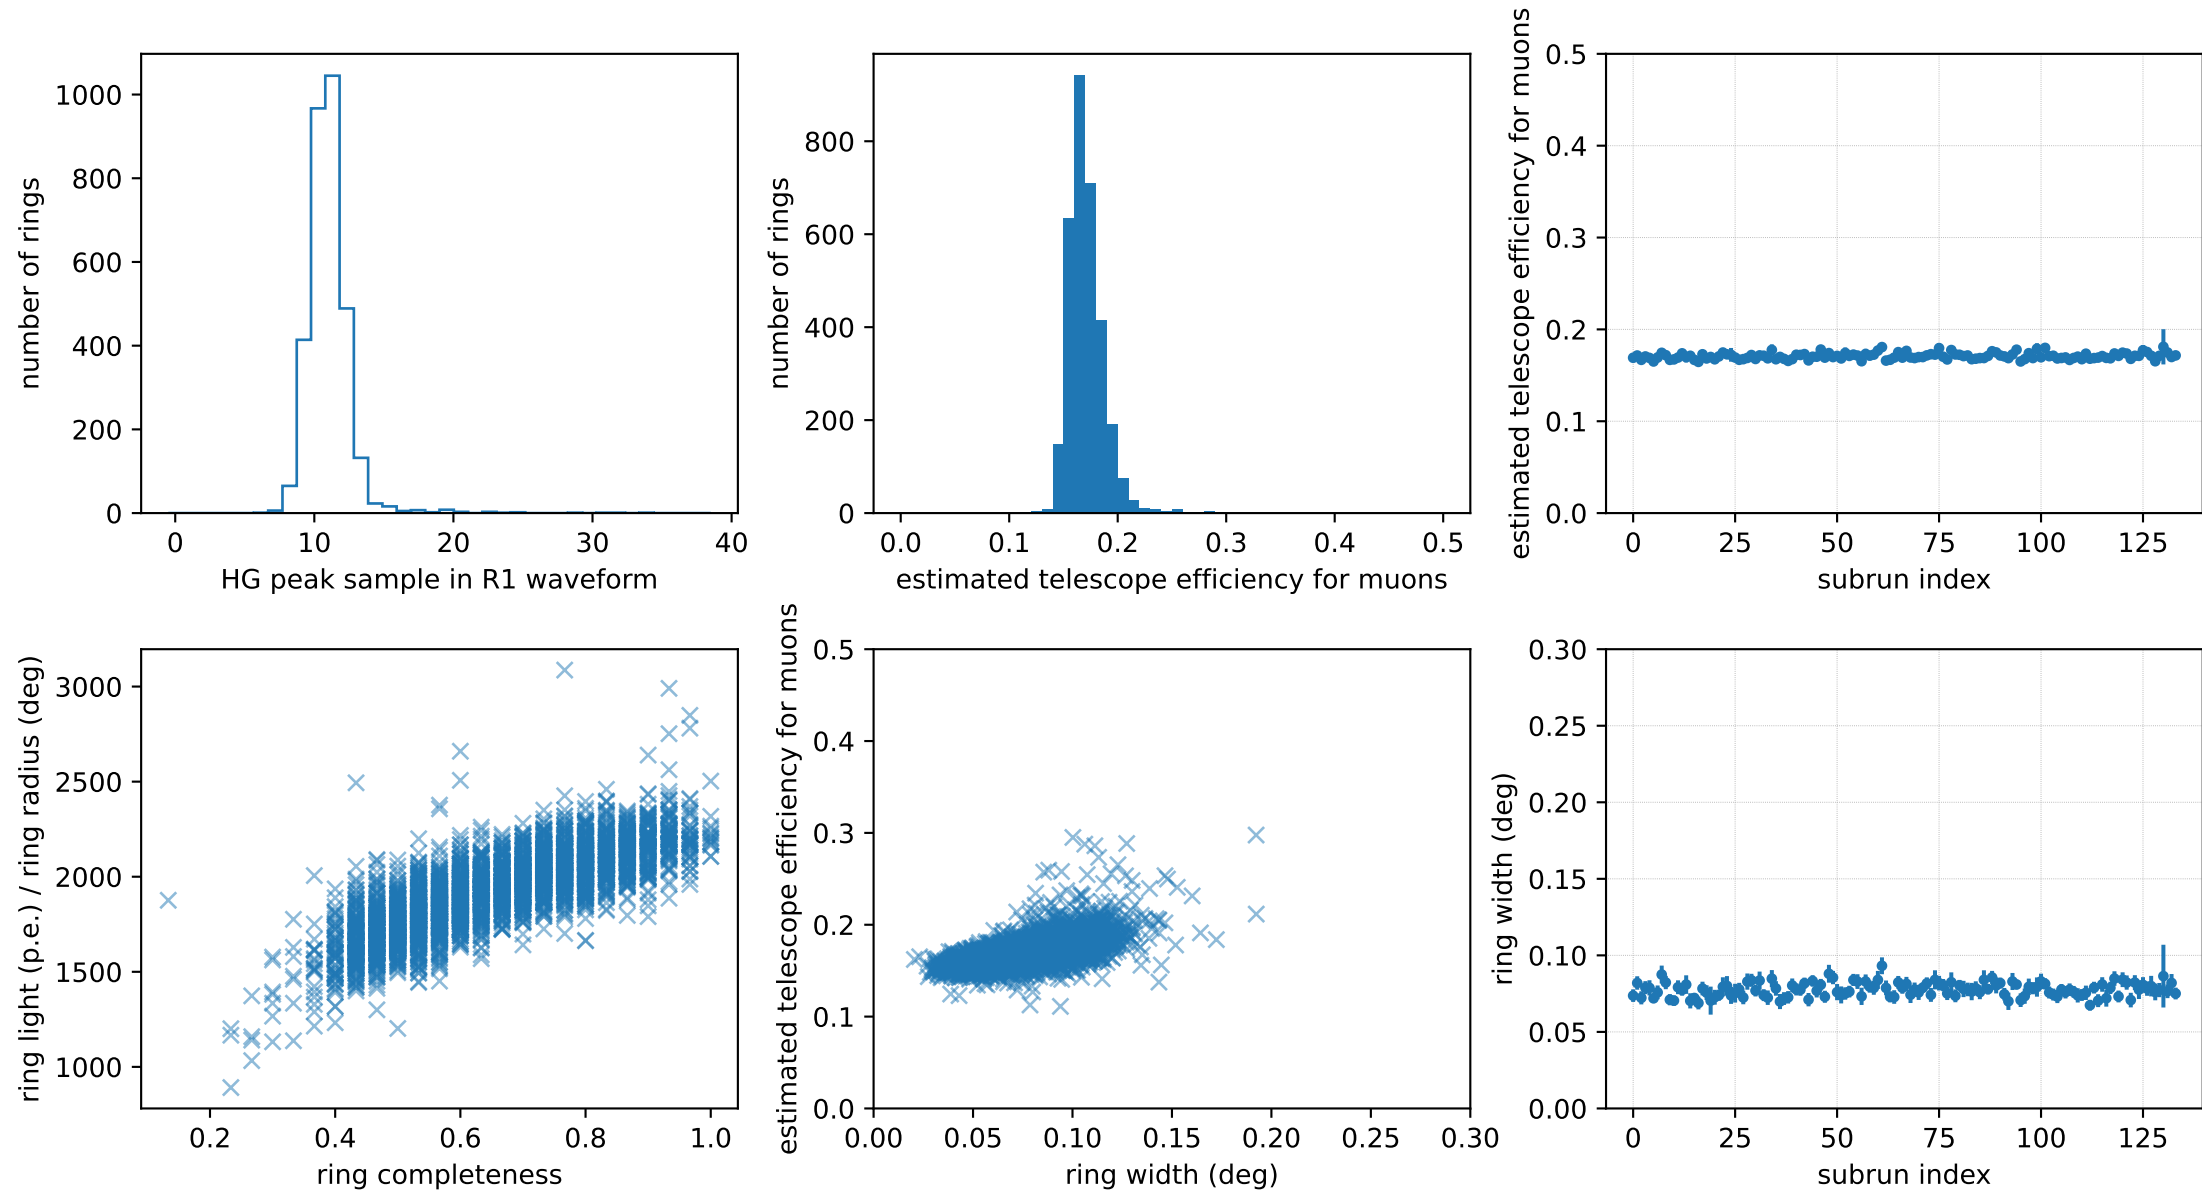 number of rings
1000
800
600
400
200
0
0 10 20 30 40
HG peak sample in R1 waveform
number of rings
800
600
400
200
0
0.0 0.1 0.2 0.3 0.4 0.5
estimated telescope efficiency for muons
estimated telescope efficiency for muons
0.5
0.4
0.3
0.2
0.1
0.0
0 25 50 75 100 125
subrun index
ring light (p.e.) / ring radius (deg)
3000
2500
2000
1500
1000
0.2 0.4 0.6 0.8 1.0
ring completeness
estimated telescope efficiency for muons
0.5
0.4
0.3
0.2
0.1
0.0
0.00 0.05 0.10 0.15 0.20 0.25 0.30
ring width (deg)
ring width (deg)
0.30
0.25
0.20
0.15
0.10
0.05
0.00
0 25 50 75 100 125
subrun index